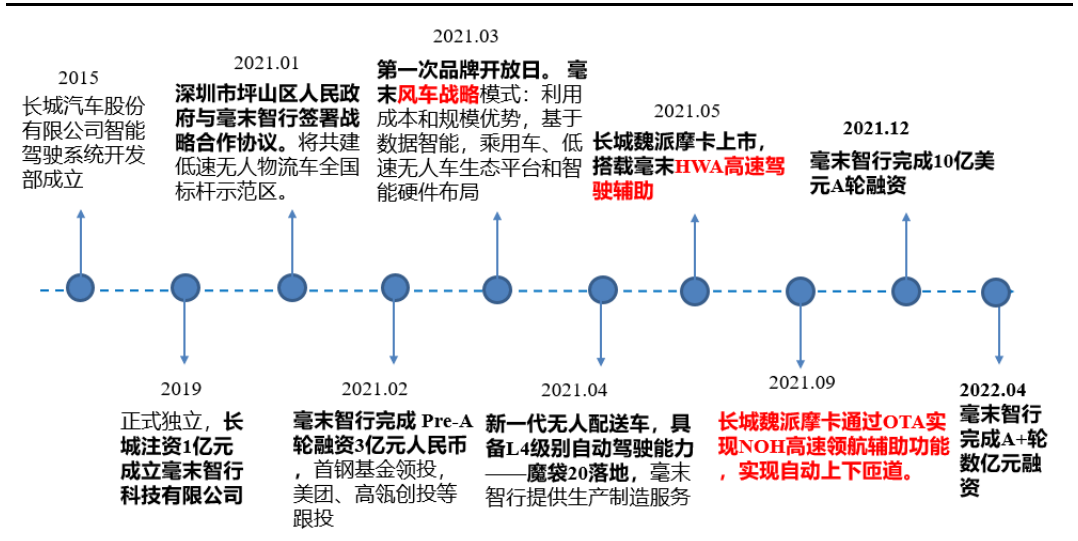 2015
长城汽车股份
有限公司智能
驾驶系统开发
部成立
2021.01
深圳市坪山区人民政
府与毫末智行签署战
略合作协议。将共建
低速无人物流车全国
标杆示范区。
2021.03
第一次品牌开放日。 毫
末风车战略模式：利用
成本和规模优势，基于
数据智能，乘用车、低
速无人车生态平台和智
能硬件布局
2021.05
长城魏派摩卡上市，
搭载毫末HWA高速驾
驶辅助
2021.12
毫末智行完成10亿美
元A轮融资
2019
正式独立，长
城注资1亿元
成立毫末智行
科技有限公司
2021.02
毫末智行完成 Pre-A
轮融资3亿元人民币
，首钢基金领投，
美团、高瓴创投等
跟投
2021.04
新一代无人配送车，具
备L4级别自动驾驶能力
——魔袋20落地，毫末
智行提供生产制造服务
2021.09
长城魏派摩卡通过OTA实
现NOH高速领航辅助功能
，实现自动上下匝道。
2022.04
毫末智行
完成A+轮
数亿元融
资